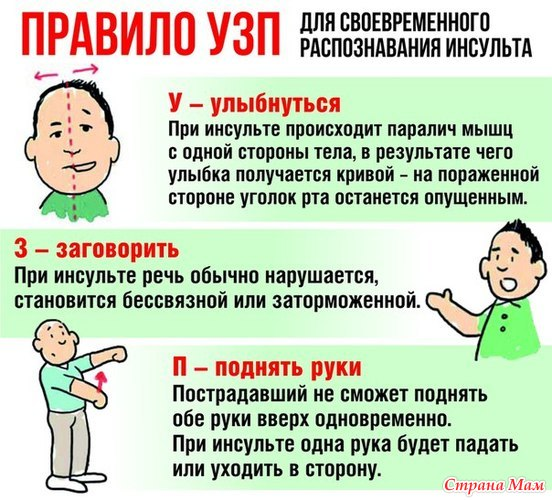 ПРАВИЛО УЗП ДЛЯ СВОЕВРЕМЕННОГО
РАСПОЗНАВАНИЯ ИНСУЛЬТА
У – улыбнуться
При инсульте происходит паралич мышц
с одной стороны тела, в результате чего
улыбка получается кривой – на пораженной
стороне уголок рта останется опущенным.
З – заговорить
При инсульте речь обычно нарушается,
становится бессвязной или заторможенной.
П – поднять руки
Пострадавший не сможет поднять
обе руки вверх одновременно.
При инсульте одна рука будет падать
или уходить в сторону.
Страна Мам